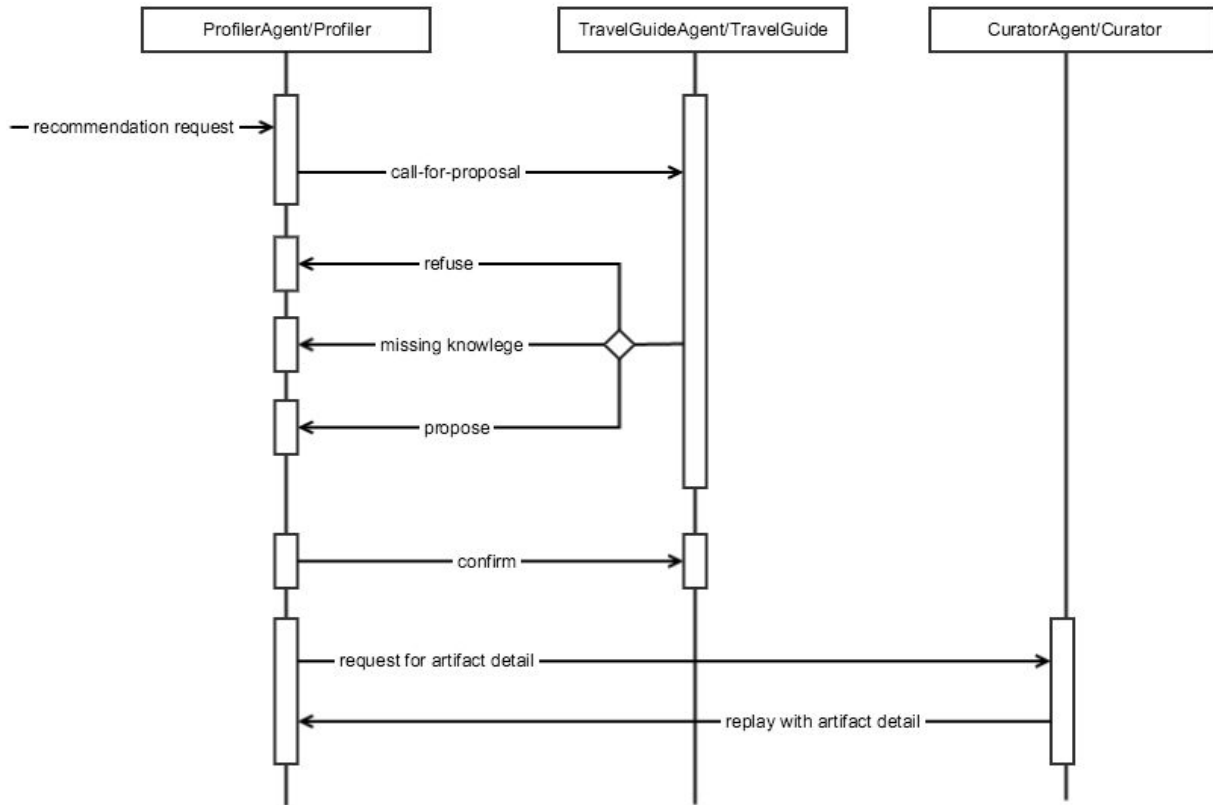 ProfilerAgent/Profiler
TravelGuideAgent/TravelGuide
CuratorAgent/Curator
recommendation request
call-for-proposal
refuse
missing knowlege
propose
confirm
request for artifact detail
replay with artifact detail